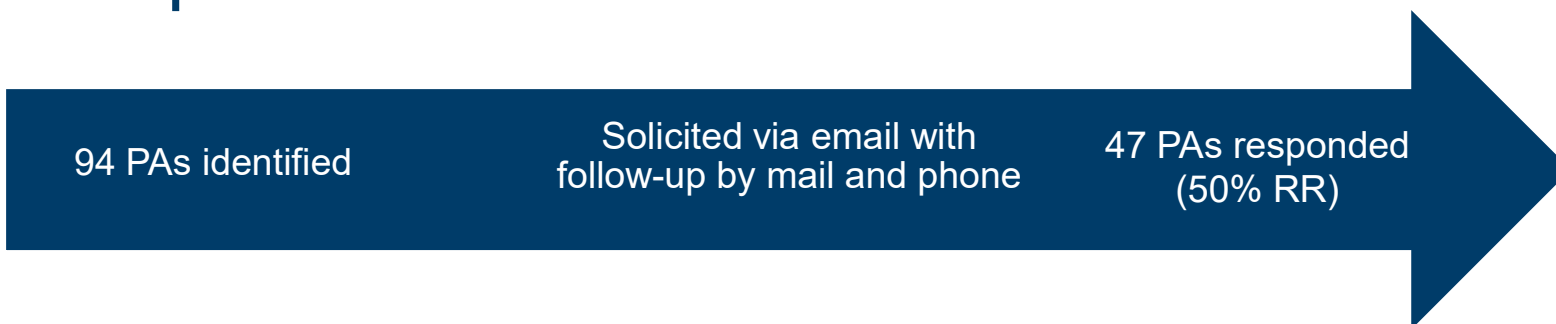 94 PAs identified
Solicited via email with
follow-up by mail and phone
47 PAs responded
(50% RR)